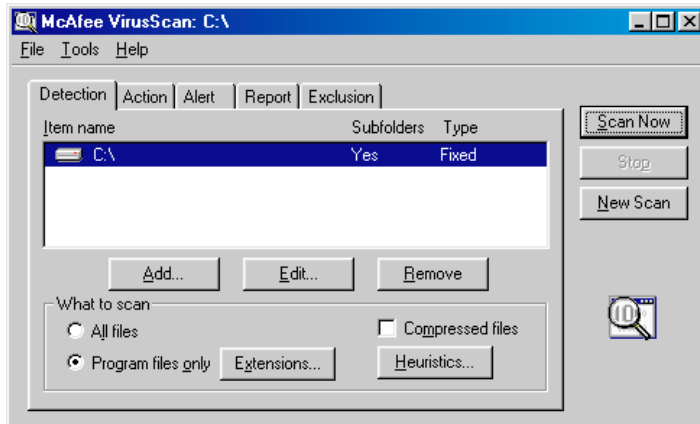 McAfee VirusScan: C:\
File Tools Help
Detection Action Alert Report Exclusion
Item name Subfolders Type
C:\ Yes Fixed
Add... Edit... Remove
What to scan
All files
Compressed files
Program files only Extensions... Heuristics...
Scan Now
Stop
New Scan